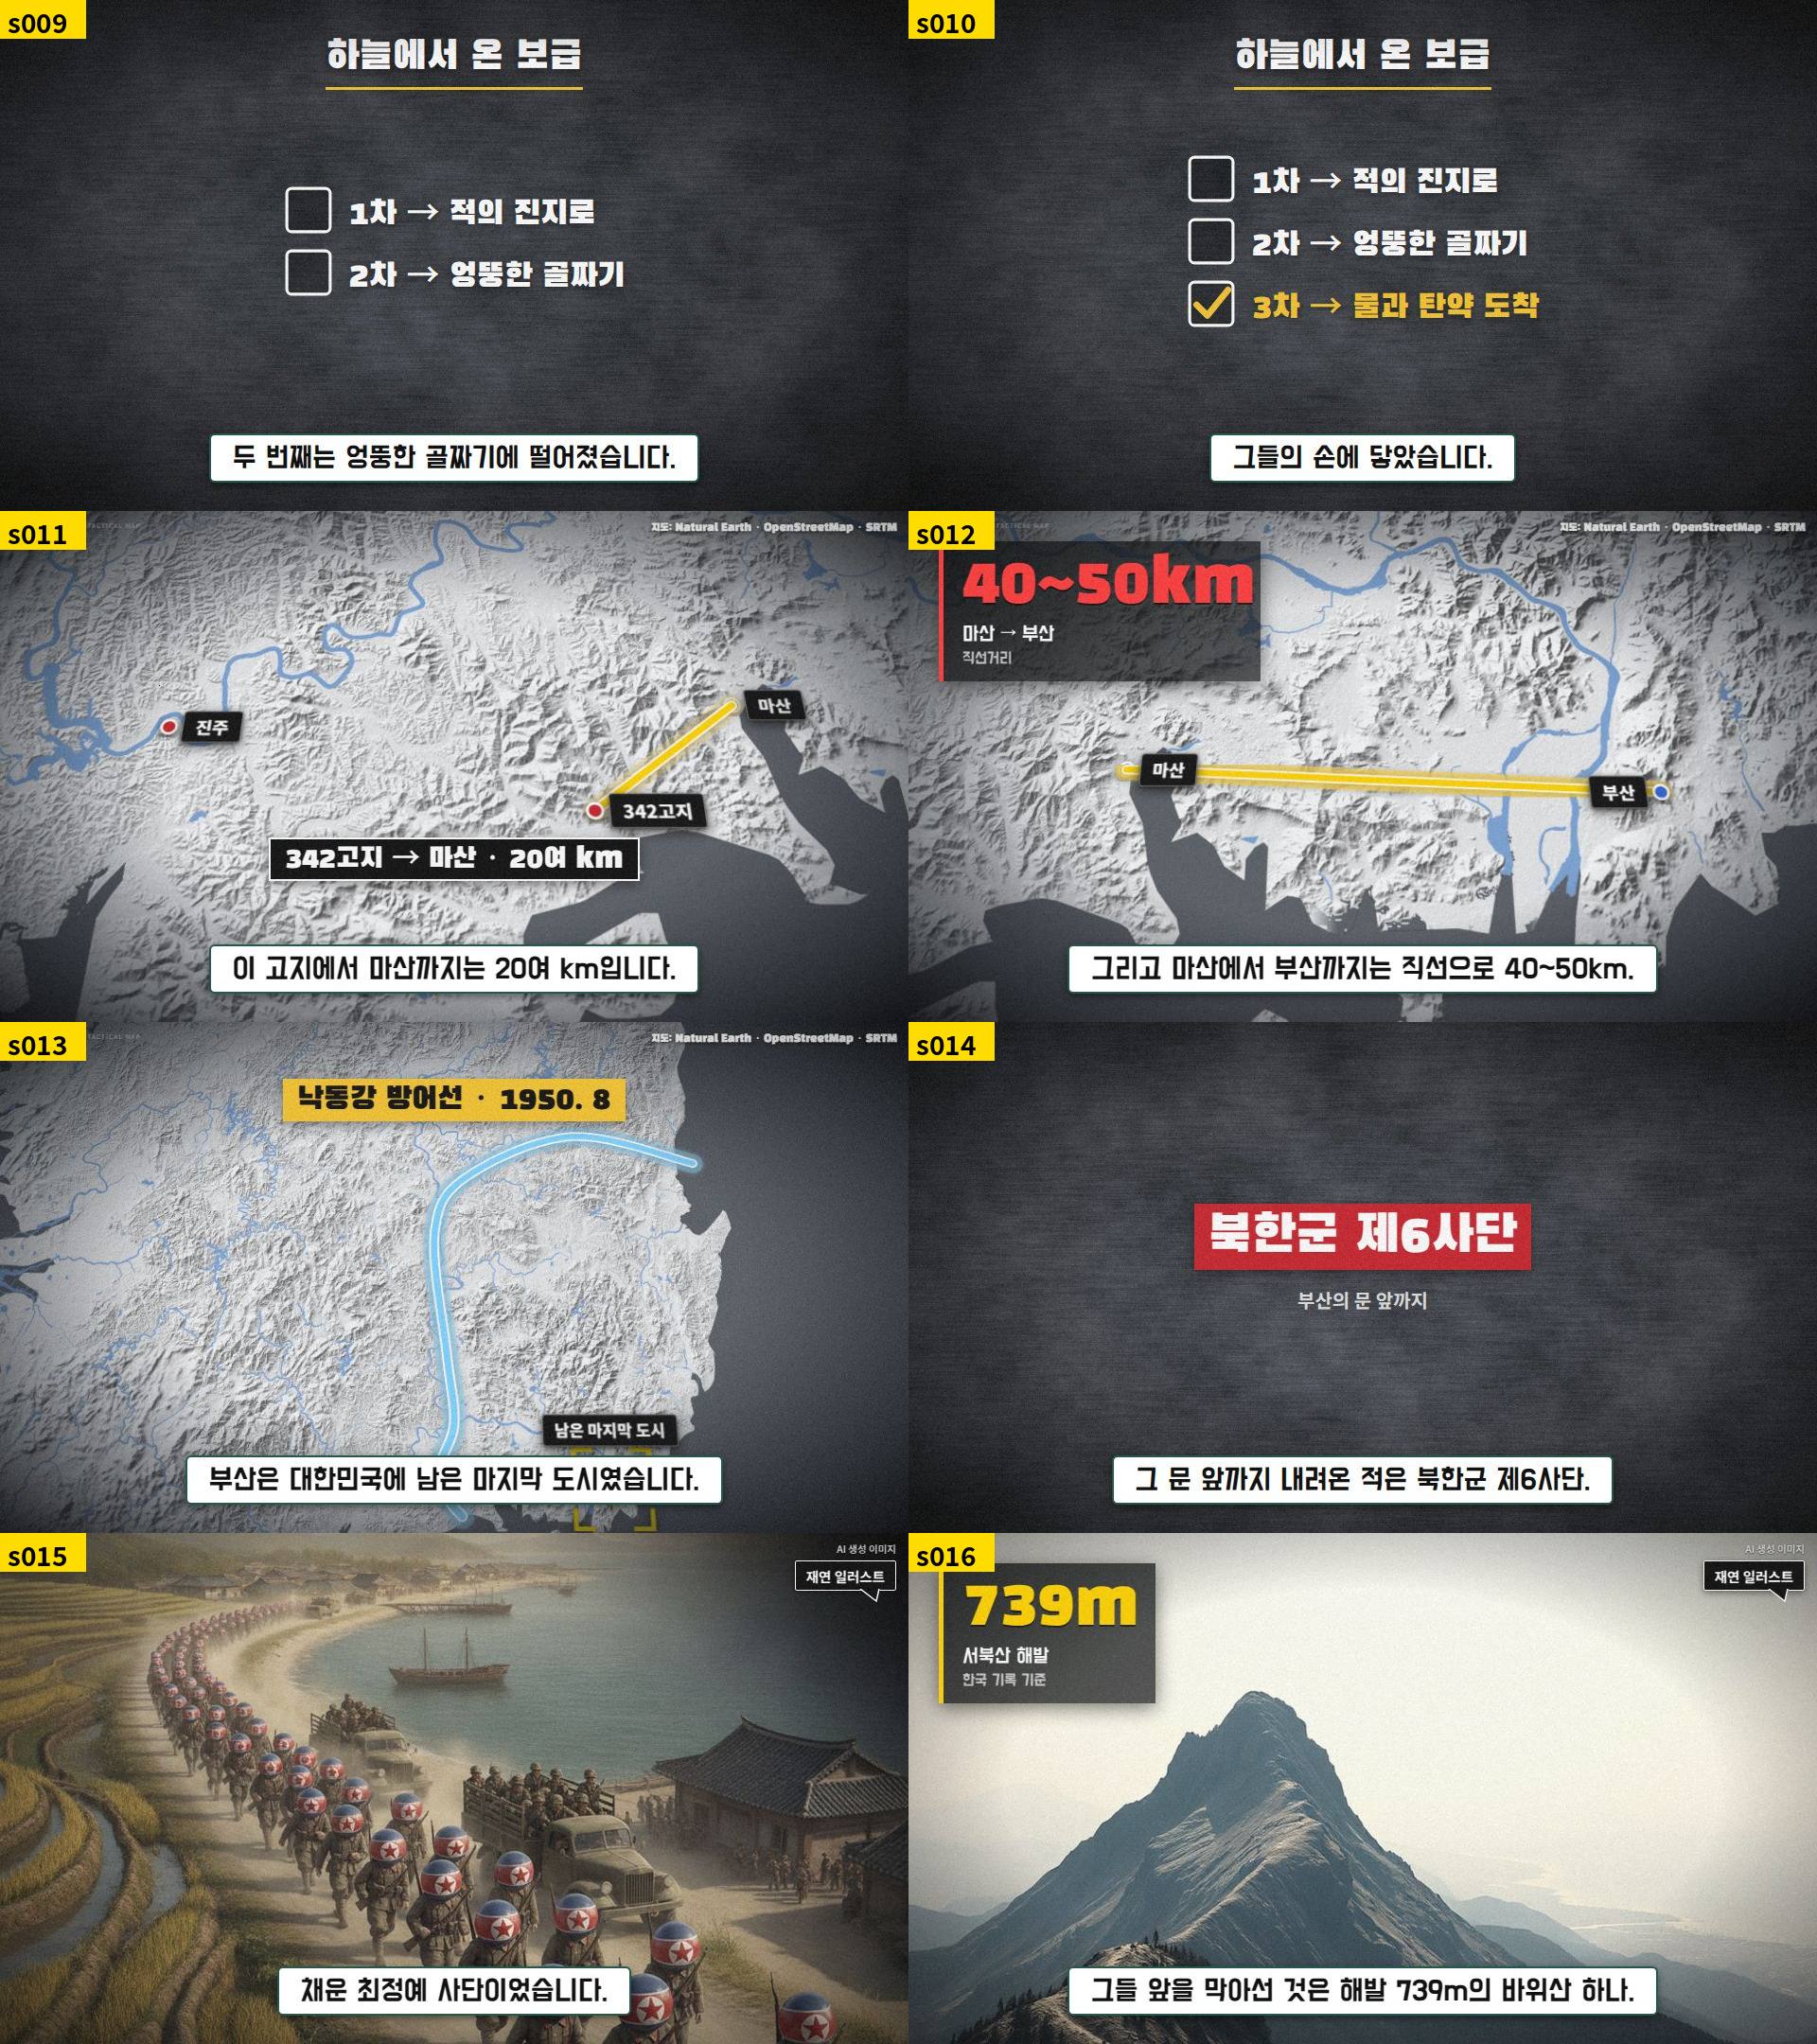 s009
하늘에서 온 보급
1차 → 적의 진지로
2차 → 엉뚱한 골짜기
두 번째는 엉뚱한 골짜기에 떨어졌습니다.
s010
하늘에서 온 보급
1차 → 적의 진지로
2차 → 엉뚱한 골짜기
3차 → 물과 탄약 도착
그들의 손에 닿았습니다.
s011
TACTICAL MAP
지도: Natural Earth · OpenStreetMap · SRTM
마산
진주
342고지
342고지 → 마산 · 20여 km
이 고지에서 마산까지는 20여 km입니다.
s012
TACTICAL MAP
지도: Natural Earth · OpenStreetMap · SRTM
40~50km
마산 → 부산
직선거리
마산
부산
그리고 마산에서 부산까지는 직선으로 40~50km.
s013
TACTICAL MAP
지도: Natural Earth · OpenStreetMap · SRTM
낙동강 방어선 · 1950. 8
남은 마지막 도시
부산은 대한민국에 남은 마지막 도시였습니다.
s014
북한군 제6사단
부산의 문 앞까지
그 문 앞까지 내려온 적은 북한군 제6사단.
s015
AI 생성 이미지
재연 일러스트
채운 최정예 사단이었습니다.
s016
AI 생성 이미지
재연 일러스트
739m
서북산 해발
한국 기록 기준
그들 앞을 막아선 것은 해발 739m의 바위산 하나.